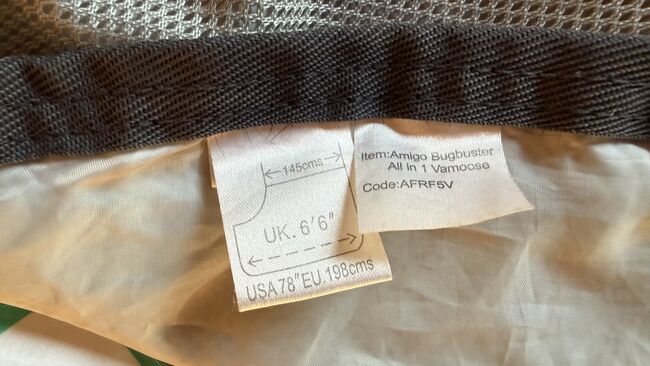 145cms
UK. 6'6"
USA 78" EU. 198cms
Item:Amigo Bugbuster
All in 1 Vamoose
Code:AFRF5V